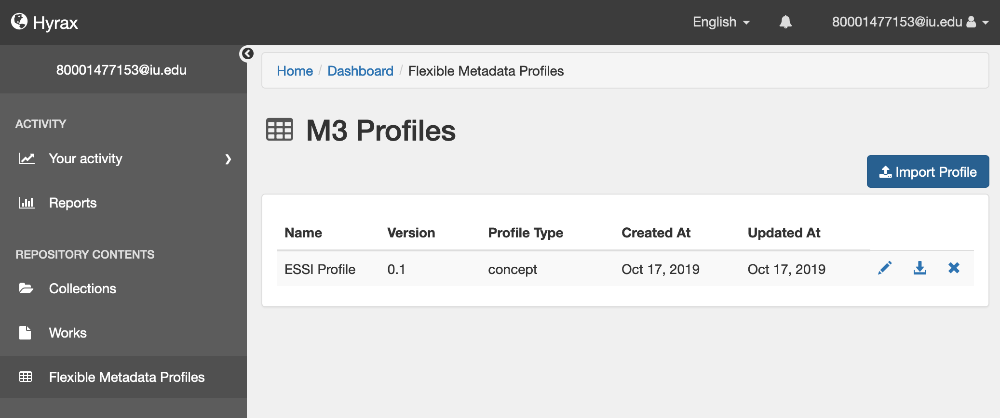 Hyrax
English
80001477153@iu.edu
80001477153@iu.edu
ACTIVITY
Your activity
Reports
REPOSITORY CONTENTS
Collections
Works
Flexible Metadata Profiles
Home / Dashboard / Flexible Metadata Profiles
M3 Profiles
Import Profile
Name Version Profile Type Created At Updated At
ESSI Profile 0.1 concept Oct 17, 2019 Oct 17, 2019